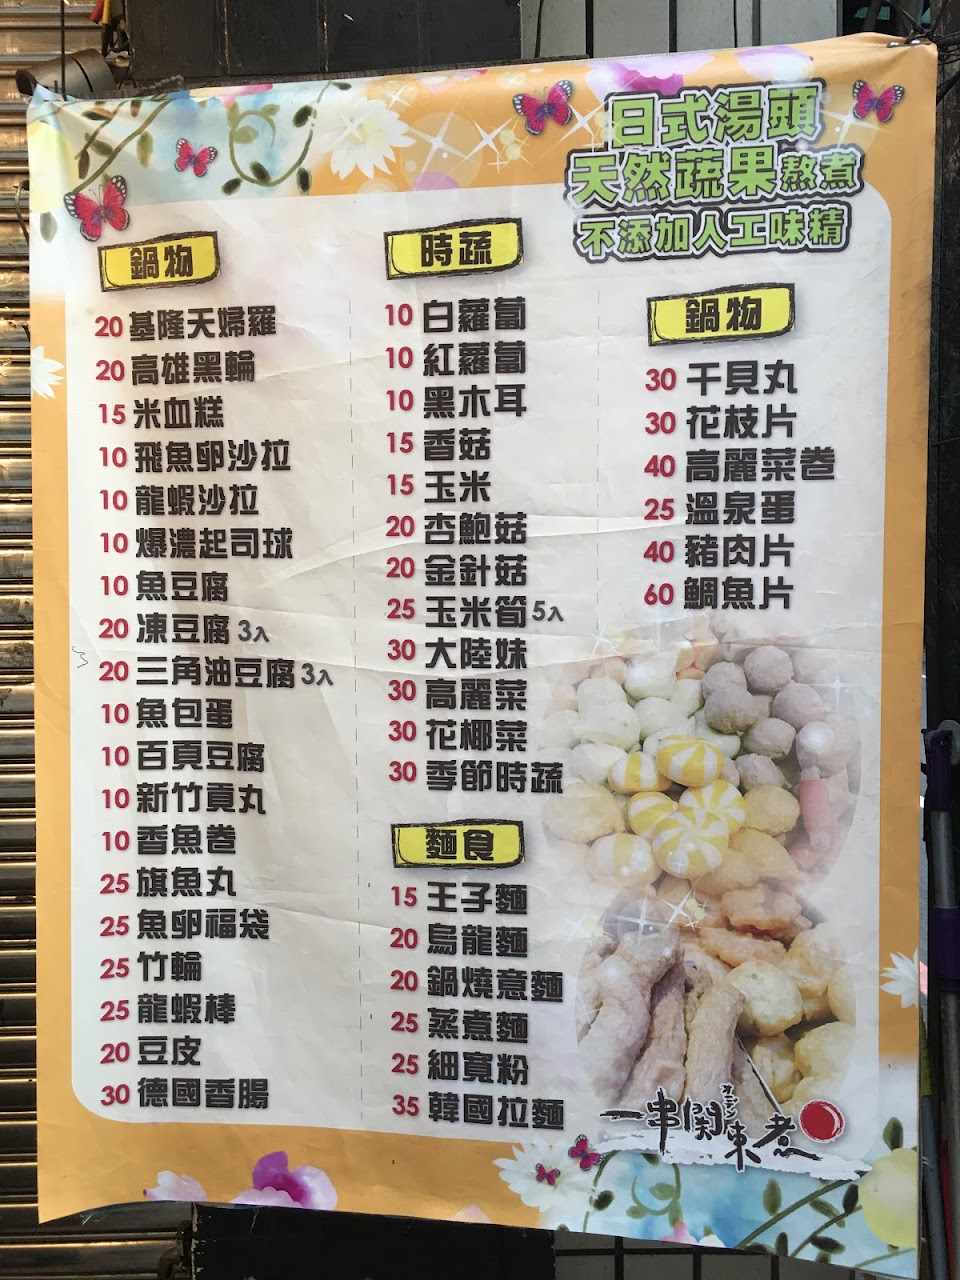 日式湯頭
天然蔬果熬煮
不添加人工味精
鍋物
20 基隆天婦羅
20 高雄黑輪
15 米血糕
10 飛魚卵沙拉
10 龍蝦沙拉
10 爆濃起司球
10 魚豆腐
20 凍豆腐 3入
20 三角油豆腐 3入
10 魚包蛋
10 百頁豆腐
10 新竹貢丸
10 香魚卷
25 旗魚丸
25 魚卵福袋
25 竹輪
25 龍蝦棒
20 豆皮
30 德國香腸
時蔬
10 白蘿蔔
10 紅蘿蔔
10 黑木耳
15 香菇
15 玉米
20 杏鮑菇
20 金針菇
25 玉米筍 5入
30 大陸妹
30 高麗菜
30 花椰菜
30 季節時蔬
麵食
15 王子麵
20 烏龍麵
20 鍋燒意麵
25 蒸煮麵
25 細寬粉
35 韓國拉麵
鍋物
30 干貝丸
30 花枝片
40 高麗菜卷
25 溫泉蛋
40 豬肉片
60 鯛魚片
オデン
一串関東煮